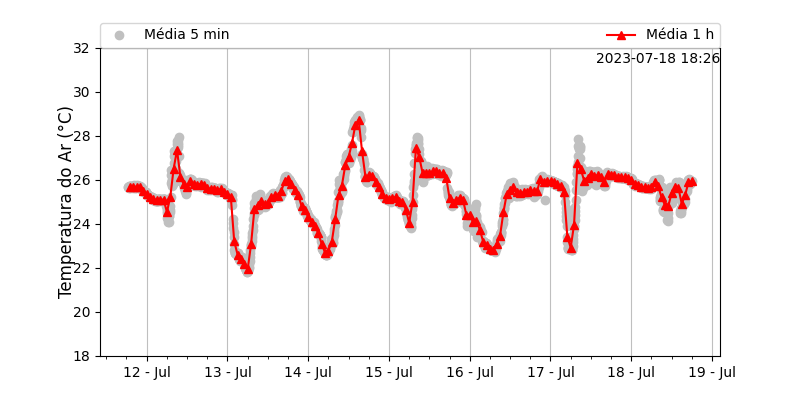 Média 5 min
Média 1 h
2023-07-18 18:26
Temperatura do Ar (°C)
32
30
28
26
24
22
20
18
12 - Jul
13 - Jul
14 - Jul
15 - Jul
16 - Jul
17 - Jul
18 - Jul
19 - Jul